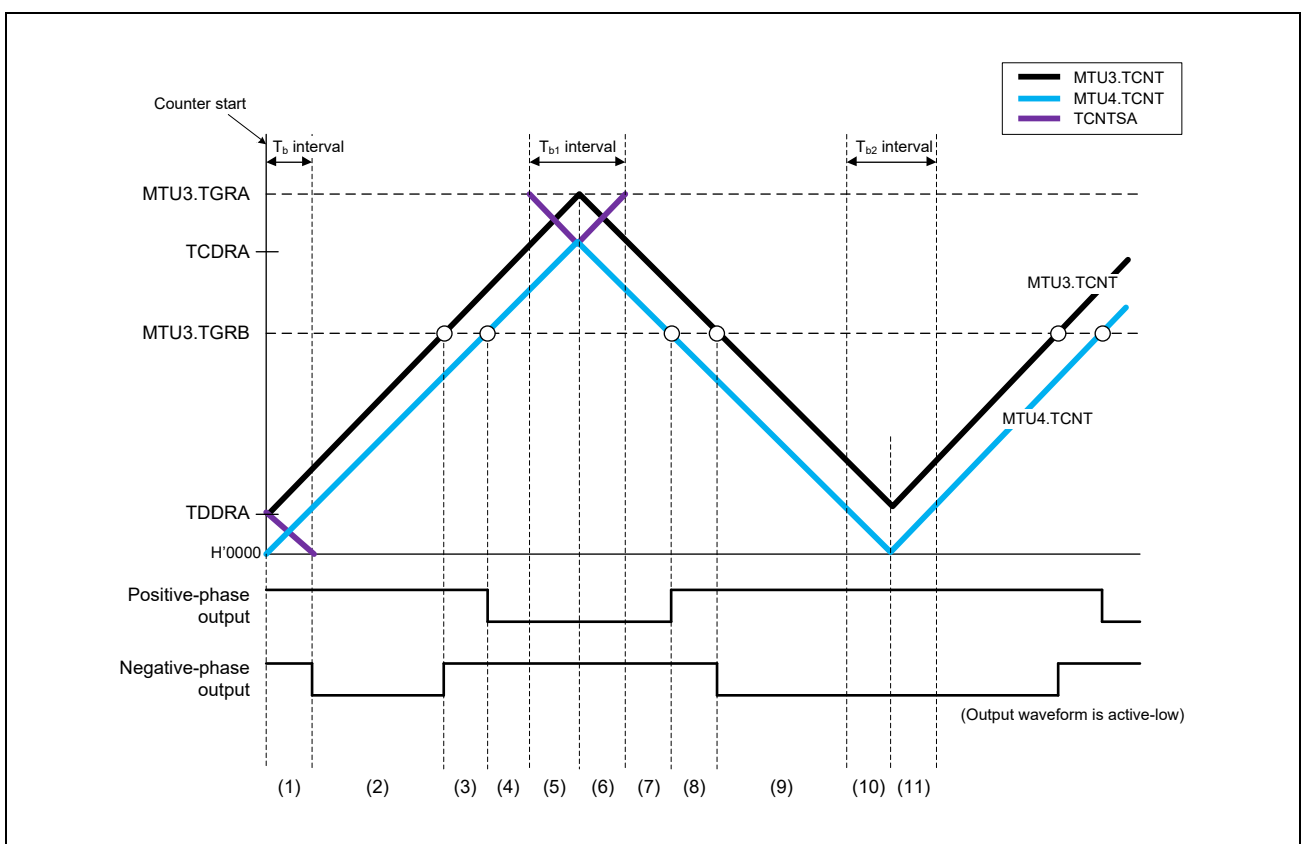 MTU3.TCNT
MTU4.TCNT
TCNTSA
Counter start
Tb interval
Tb1 interval
Tb2 interval
MTU3.TGRA
TCDRA
MTU3.TGRB
TDDRA
H'0000
MTU3.TCNT
MTU4.TCNT
Positive-phase
output
Negative-phase
output
(Output waveform is active-low)
(1) (2) (3) (4) (5) (6) (7) (8) (9) (10) (11)